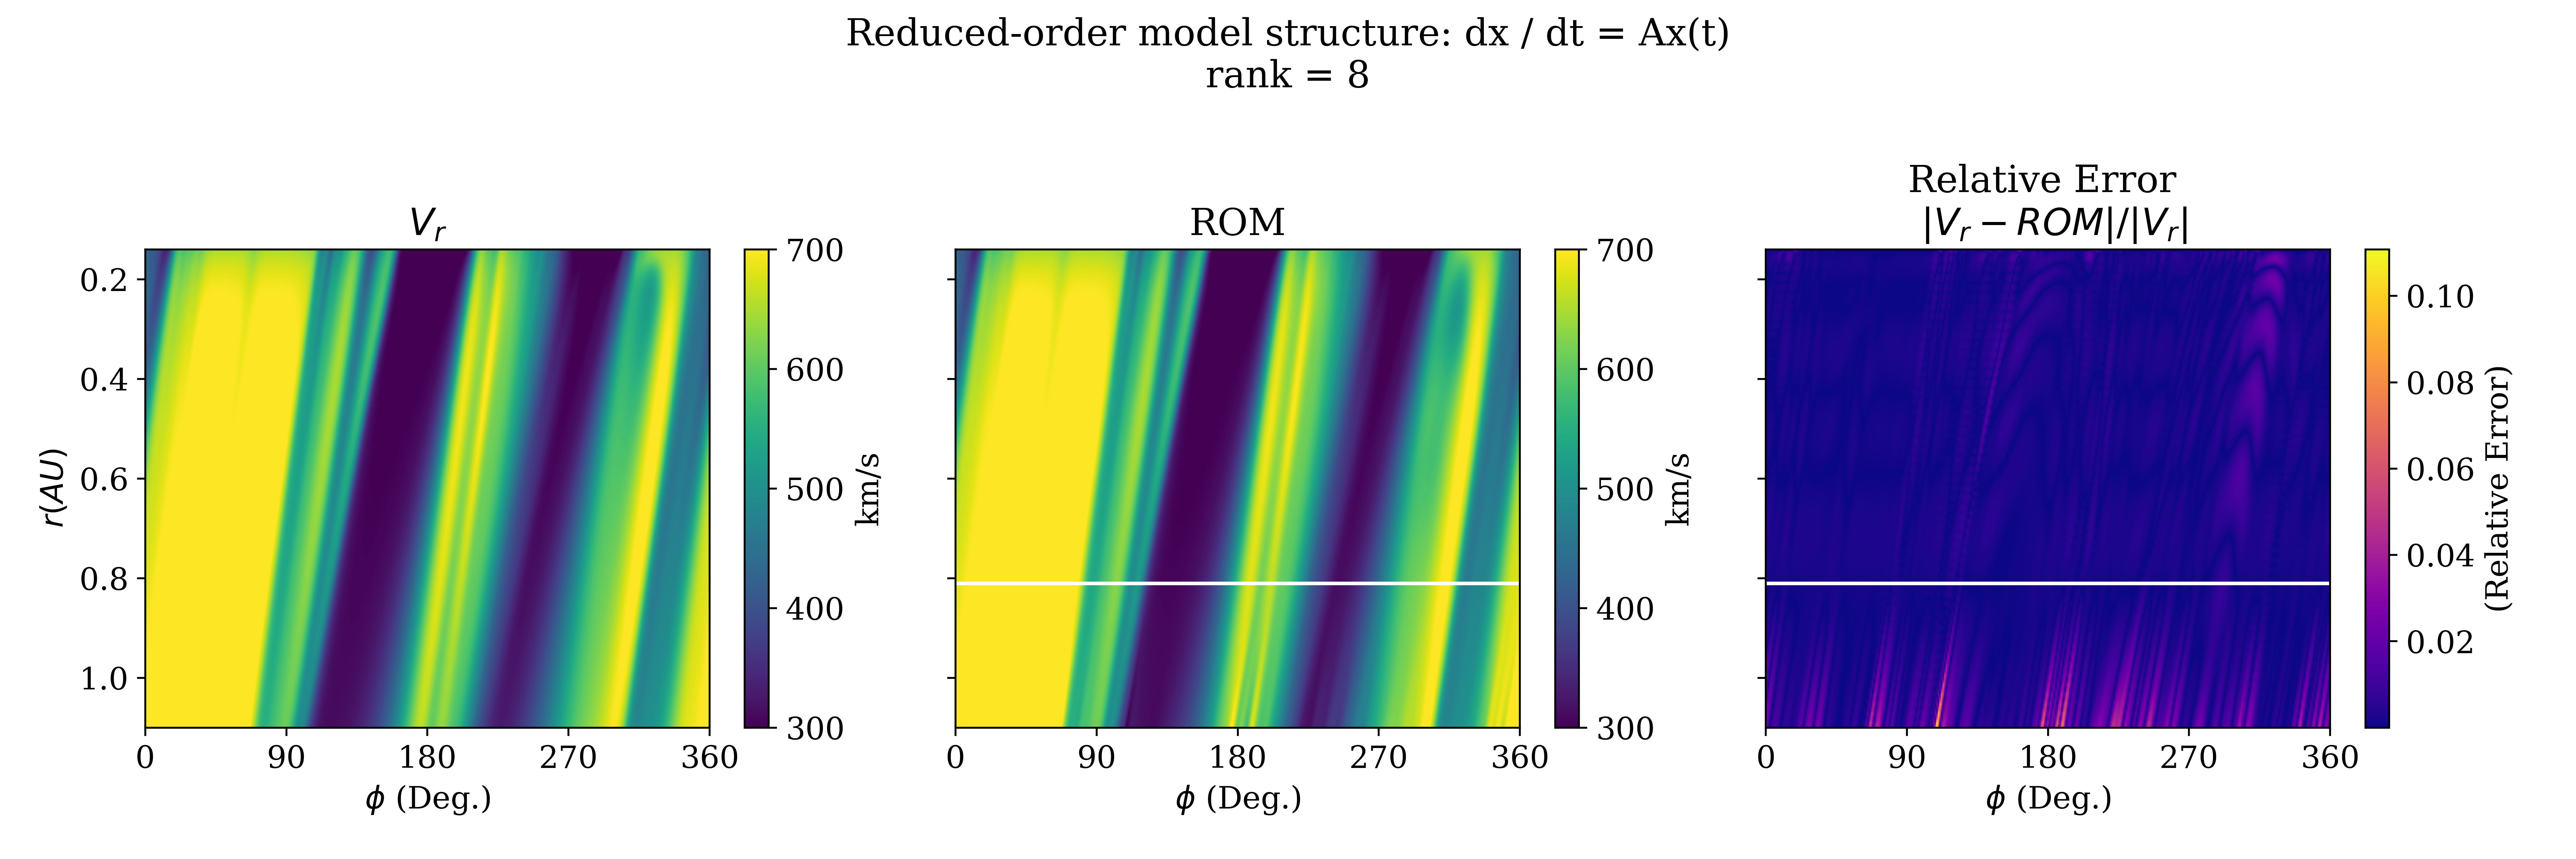 Reduced-order model structure: dx / dt = Ax(t)
rank = 8
V_r
r(AU)
0.2
0.4
0.6
0.8
1.0
0 90 180 270 360
ϕ (Deg.)
700
600
500
400
300
km/s
ROM
0 90 180 270 360
ϕ (Deg.)
700
600
500
400
300
km/s
Relative Error
|V_r − ROM|/|V_r|
0 90 180 270 360
ϕ (Deg.)
0.10
0.08
0.06
0.04
0.02
(Relative Error)